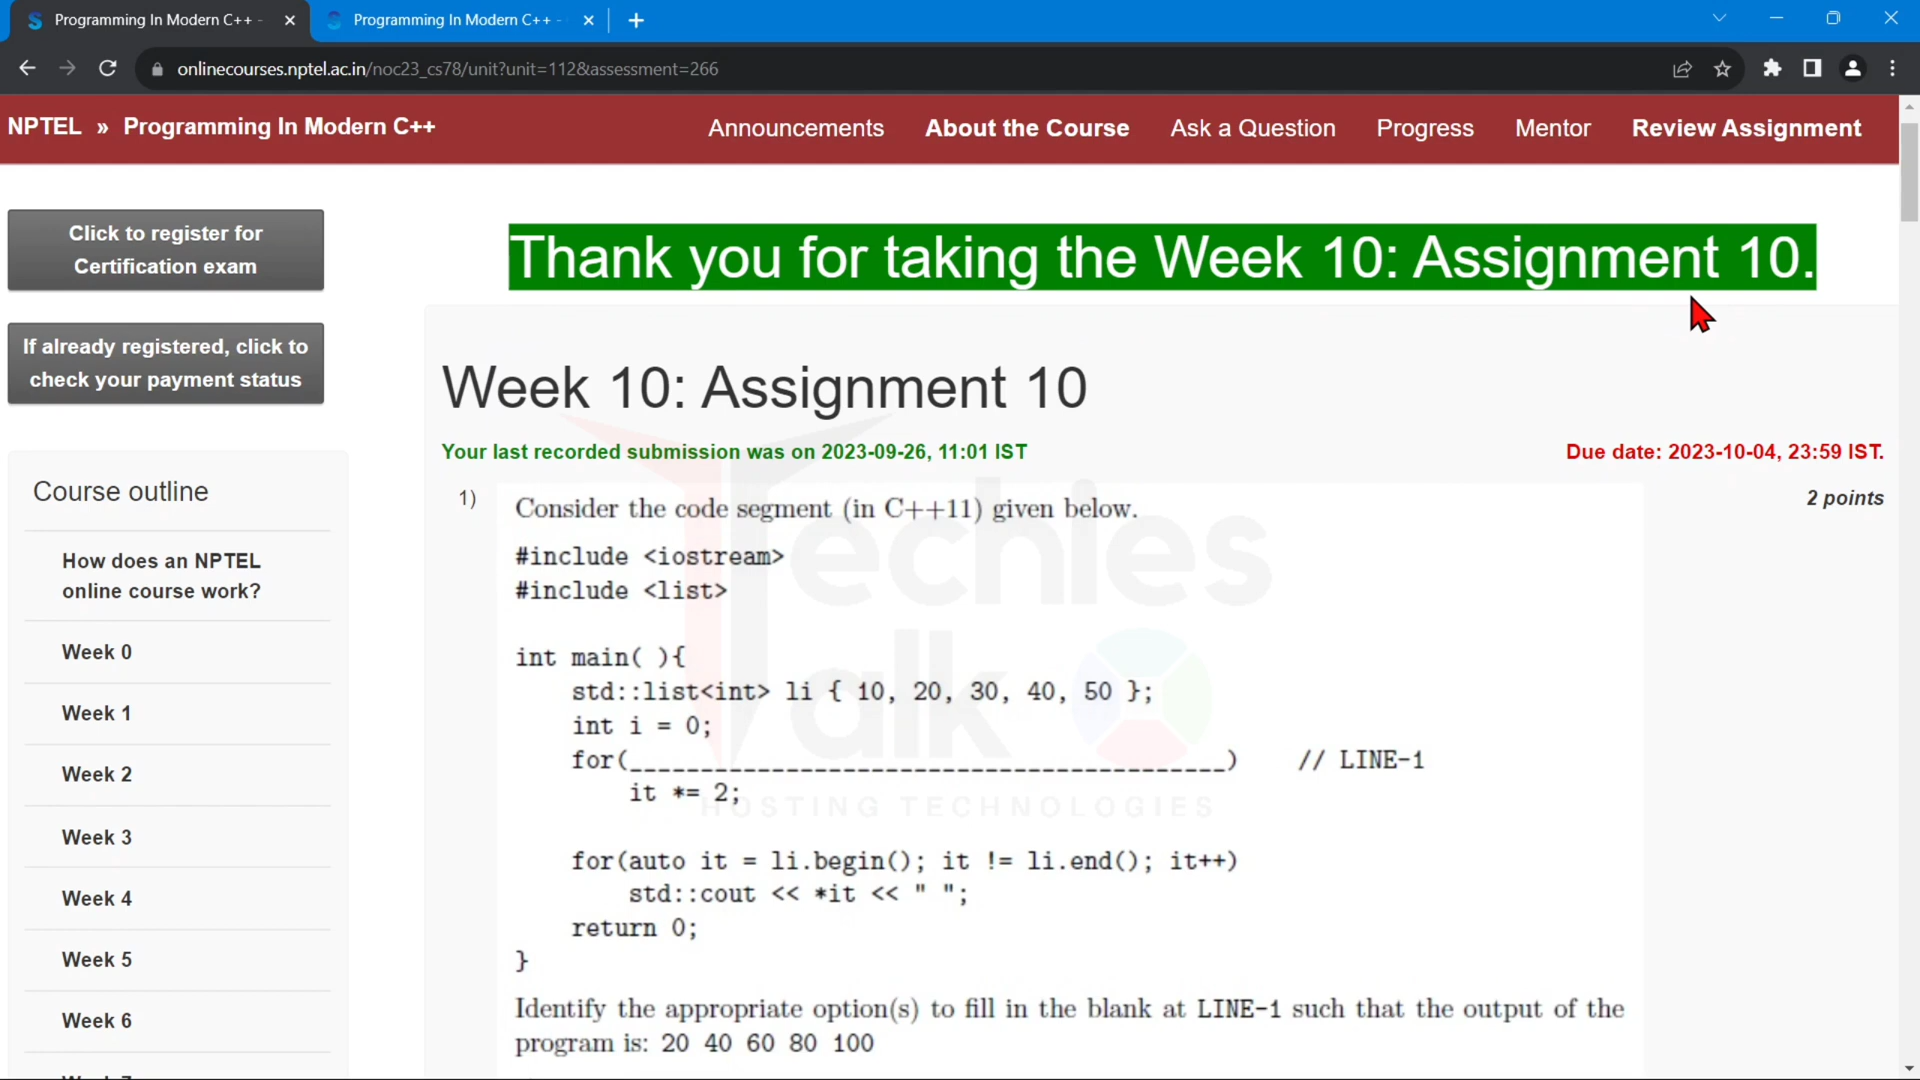 Programming In Modern C++ -
Programming In Modern C++ -
onlinecourses.nptel.ac.in/noc23_cs78/unit?unit=112&assessment=266
NPTEL » Programming In Modern C++
Announcements About the Course Ask a Question Progress Mentor Review Assignment
Click to register for
Certification exam
If already registered, click to
check your payment status
Thank you for taking the Week 10: Assignment 10.
Week 10: Assignment 10
Your last recorded submission was on 2023-09-26, 11:01 IST
Due date: 2023-10-04, 23:59 IST.
Course outline
How does an NPTEL
online course work?
Week 0
Week 1
Week 2
Week 3
Week 4
Week 5
Week 6
1)
2 points
Consider the code segment (in C++11) given below.
#include <iostream>
#include <list>
int main( ){
std::list<int> li { 10, 20, 30, 40, 50 };
int i = 0;
for(__________________________________________) // LINE-1
it *= 2;
for(auto it = li.begin(); it != li.end(); it++)
std::cout << *it << " ";
return 0;
}
Identify the appropriate option(s) to fill in the blank at LINE-1 such that the output of the
program is: 20 40 60 80 100
Techies
Talk
HOSTING TECHNOLOGIES